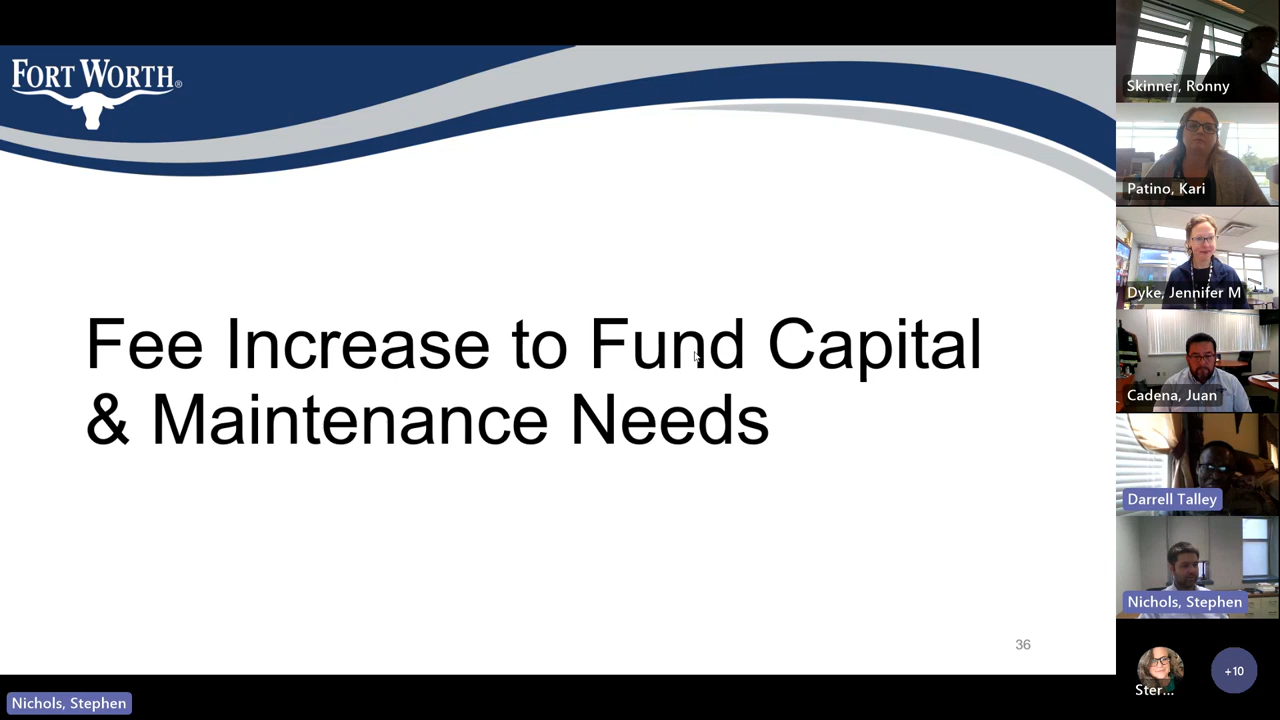 FORT WORTH®
Fee Increase to Fund Capital
& Maintenance Needs
36
Nichols, Stephen
Skinner, Ronny
Patino, Kari
Dyke, Jennifer M
Cadena, Juan
Darrell Talley
Nichols, Stephen
Ster...
+10